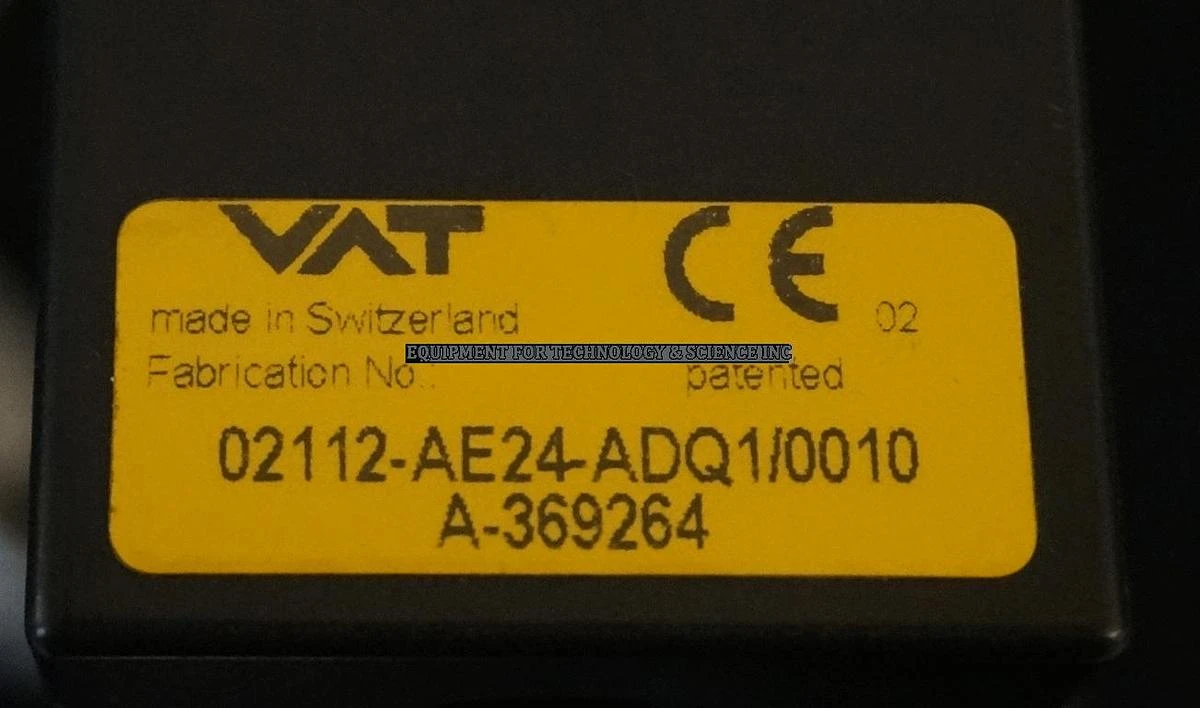 VAT CE
made in Switzerland 02
EQUIPMENT FOR TECHNOLOGY & SCIENCE INC
Fabrication No.: patented
02112-AE24-ADQ1/0010
A-369264